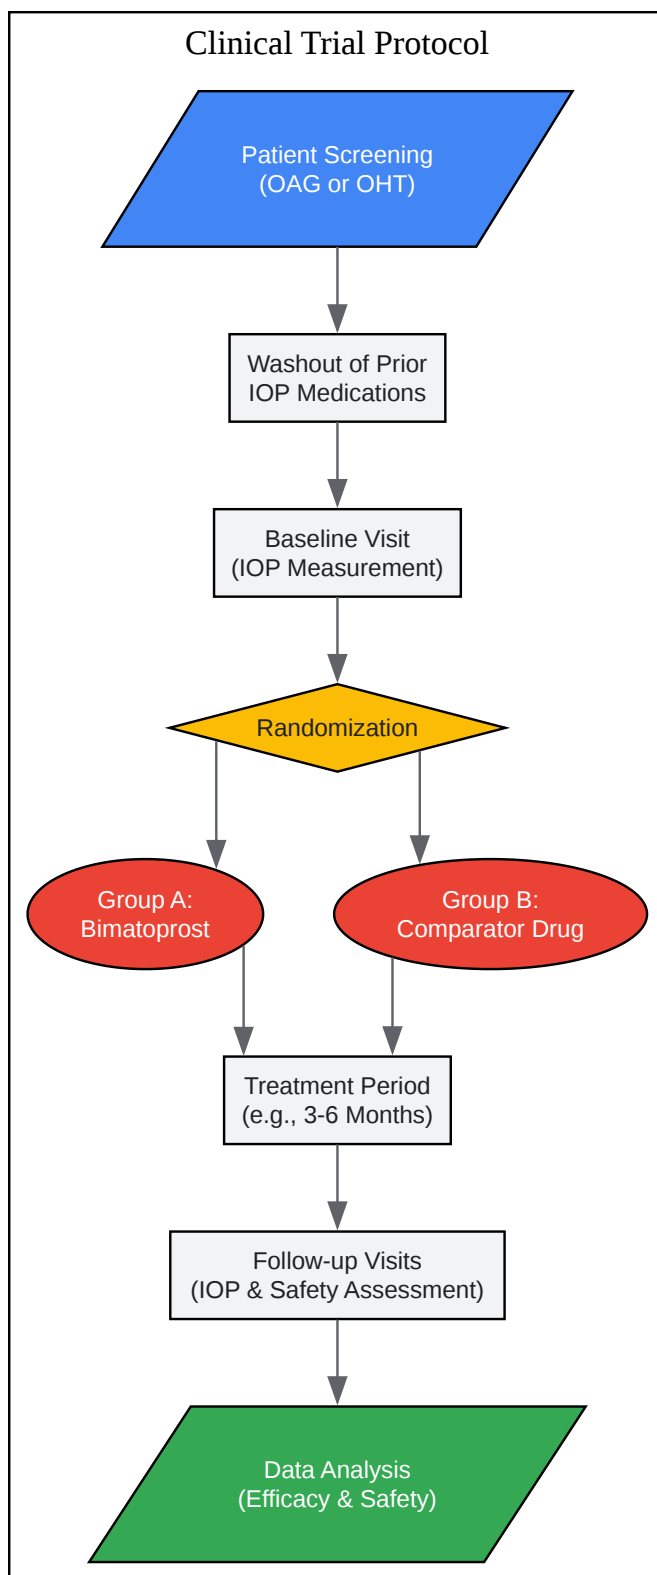 Clinical Trial Protocol
Patient Screening
(OAG or OHT)
Washout of Prior
IOP Medications
Baseline Visit
(IOP Measurement)
Randomization
Group A:
Bimatoprost
Group B:
Comparator Drug
Treatment Period
(e.g., 3-6 Months)
Follow-up Visits
(IOP & Safety Assessment)
Data Analysis
(Efficacy & Safety)